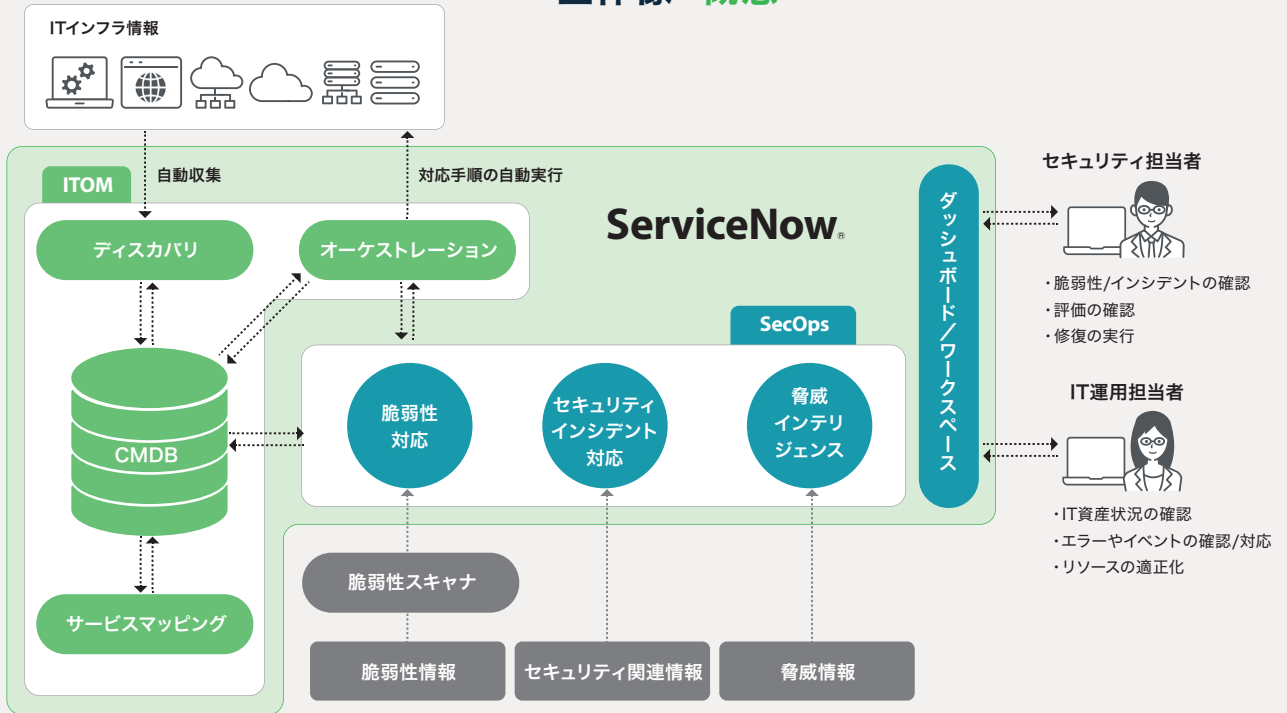 ITインフラ情報
自動収集
対応手順の自動実行
ITOM
ディスカバリ
オーケストレーション
ServiceNow®
CMDB
サービスマッピング
SecOps
脆弱性
対応
セキュリティ
インシデント
対応
脅威
インテリ
ジェンス
ダッシュボード／ワークスペース
脆弱性スキャナ
脆弱性情報
セキュリティ関連情報
脅威情報
セキュリティ担当者
・脆弱性/インシデントの確認
・評価の確認
・修復の実行
IT運用担当者
・IT資産状況の確認
・エラーやイベントの確認/対応
・リソースの適正化